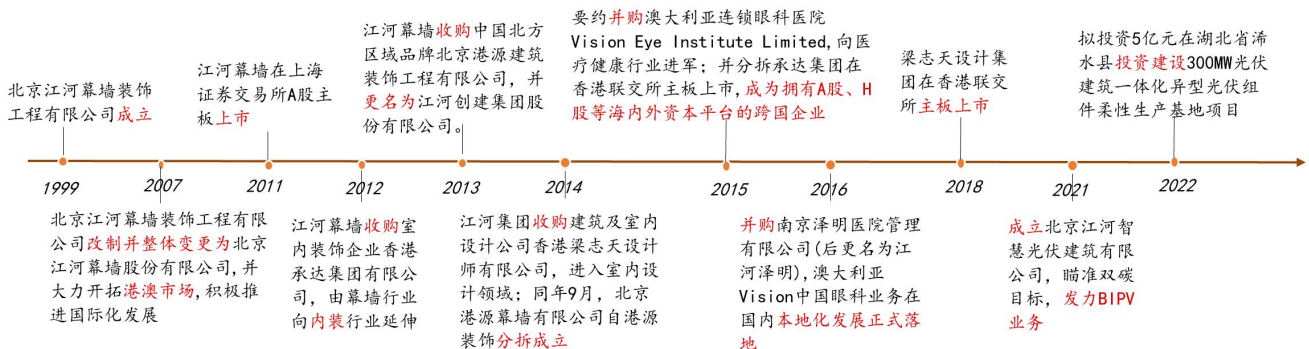 北京江河幕墙装饰
工程有限公司成立
1999
北京江河幕墙装饰工程有限
公司改制并整体变更为北京
江河幕墙股份有限公司,并
大力开拓港澳市场,积极推
进国际化发展
2007
江河幕墙在上海
证券交易所A股主
板上市
2011
2012
江河幕墙收购室
内装饰企业香港
承达集团有限公
司，由幕墙行业
向内装行业延伸
江河幕墙收购中国北方
区域品牌北京港源建筑
装饰工程有限公司，并
更名为江河创建集团股
份有限公司。
2013
2014
江河集团收购建筑及室内
设计公司香港梁志天设计
师有限公司，进入室内设
计领域；同年9月，北京
港源幕墙有限公司自港源
装饰分拆成立
要约并购澳大利亚连锁眼科医院
Vision Eye Institute Limited,向医
疗健康行业进军；并分拆承达集团在
香港联交所主板上市,成为拥有A股、H
股等海内外资本平台的跨国企业
2015
2016
并购南京泽明医院管理
有限公司(后更名为江
河泽明),澳大利亚
Vision中国眼科业务在
国内本地化发展正式落
地
梁志天设计集
团在香港联交
所主板上市
2018
2021
成立北京江河智
慧光伏建筑有限
公司，瞄准双碳
目标，发力BIPV
业务
拟投资5亿元在湖北省浠
水县投资建设300MW光伏
建筑一体化异型光伏组
件柔性生产基地项目
2022